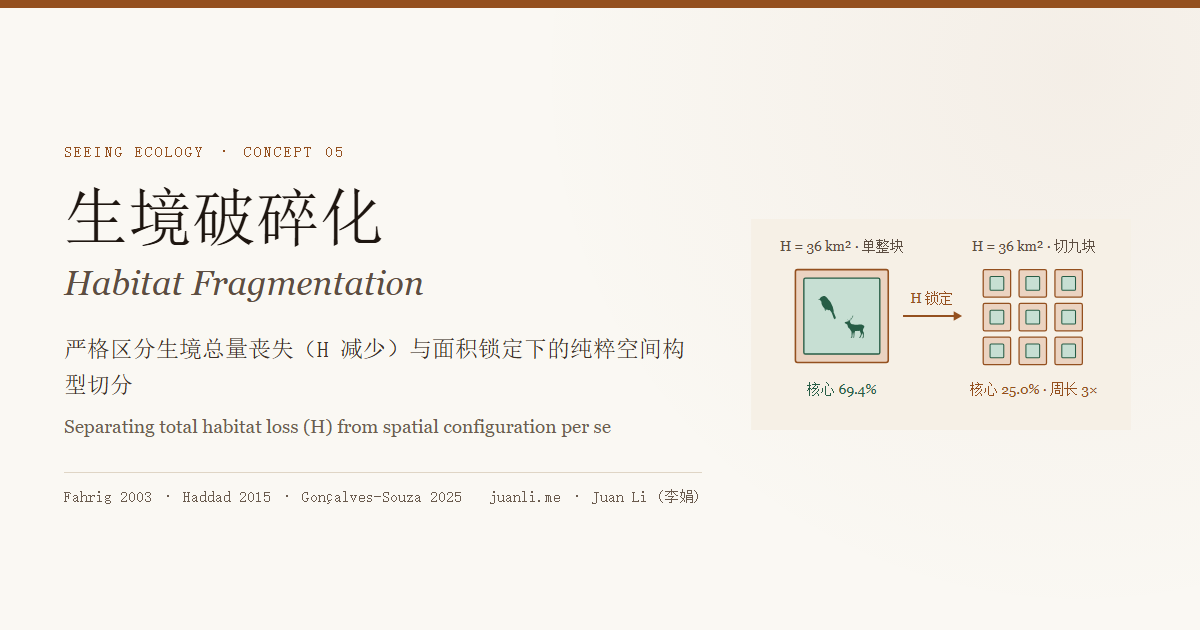 SEEING ECOLOGY · CONCEPT 05
生境破碎化
Habitat Fragmentation
严格区分生境总量丧失（H 减少）与面积锁定下的纯粹空间构
型切分
Separating total habitat loss (H) from spatial configuration per se
Fahrig 2003 · Haddad 2015 · Gonçalves-Souza 2025 juanli.me · Juan Li (李娟)
H = 36 km² · 单整块
H 锁定
H = 36 km² · 切九块
核心 69.4%
核心 25.0% · 周长 3×